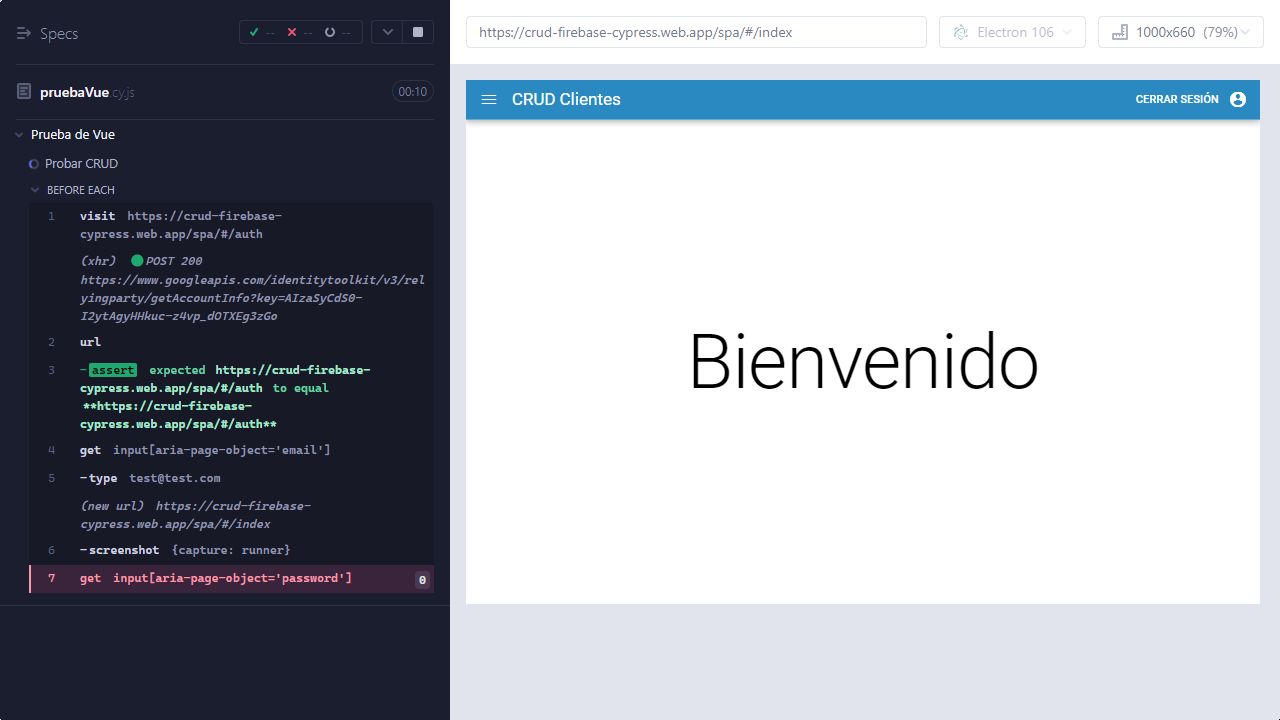 Specs
-- -- --
pruebaVue cy.js
00:10
Prueba de Vue
Probar CRUD
BEFORE EACH
1 visit https://crud-firebase-
cypress.web.app/spa/#/auth
(xhr) POST 200
https://www.googleapis.com/identitytoolkit/v3/rel
yingparty/getAccountInfo?key=AIzaSyCdS0-
I2ytAgyHHkuc-z4vp_dOTXEg3zGo
2 url
3 -assert expected https://crud-firebase-
cypress.web.app/spa/#/auth to equal
**https://crud-firebase-
cypress.web.app/spa/#/auth**
4 get input[aria-page-object='email']
5 -type test@test.com
(new url) https://crud-firebase-
cypress.web.app/spa/#/index
6 -screenshot {capture: runner}
7 get input[aria-page-object='password'] 0
https://crud-firebase-cypress.web.app/spa/#/index
Electron 106
1000x660 (79%)
CRUD Clientes
CERRAR SESIÓN
Bienvenido